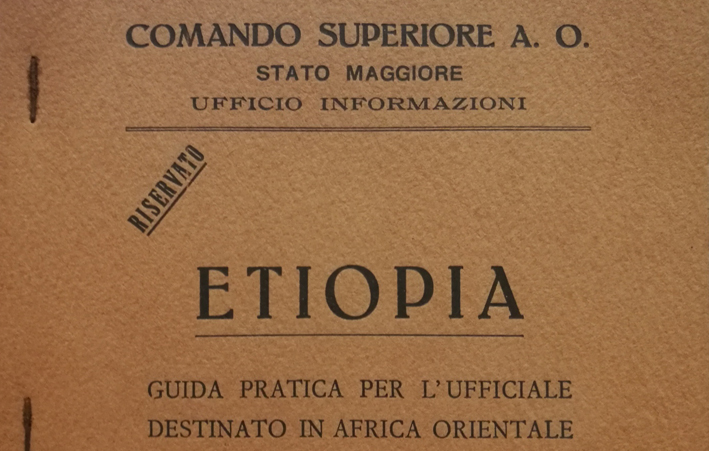 COMANDO SUPERIORE A. O.
STATO MAGGIORE
UFFICIO INFORMAZIONI
RISERVATO
ETIOPIA
GUIDA PRATICA PER L'UFFICIALE
DESTINATO IN AFRICA ORIENTALE